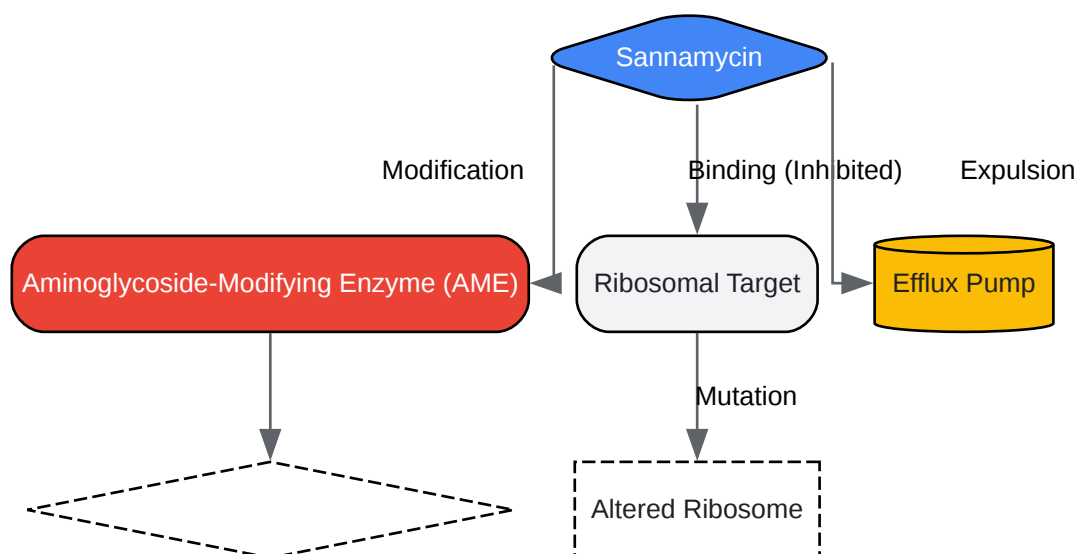 Sannamycin
Modification
Binding (Inhibited)
Expulsion
Aminoglycoside-Modifying Enzyme (AME)
Ribosomal Target
Efflux Pump
Mutation
Altered Ribosome